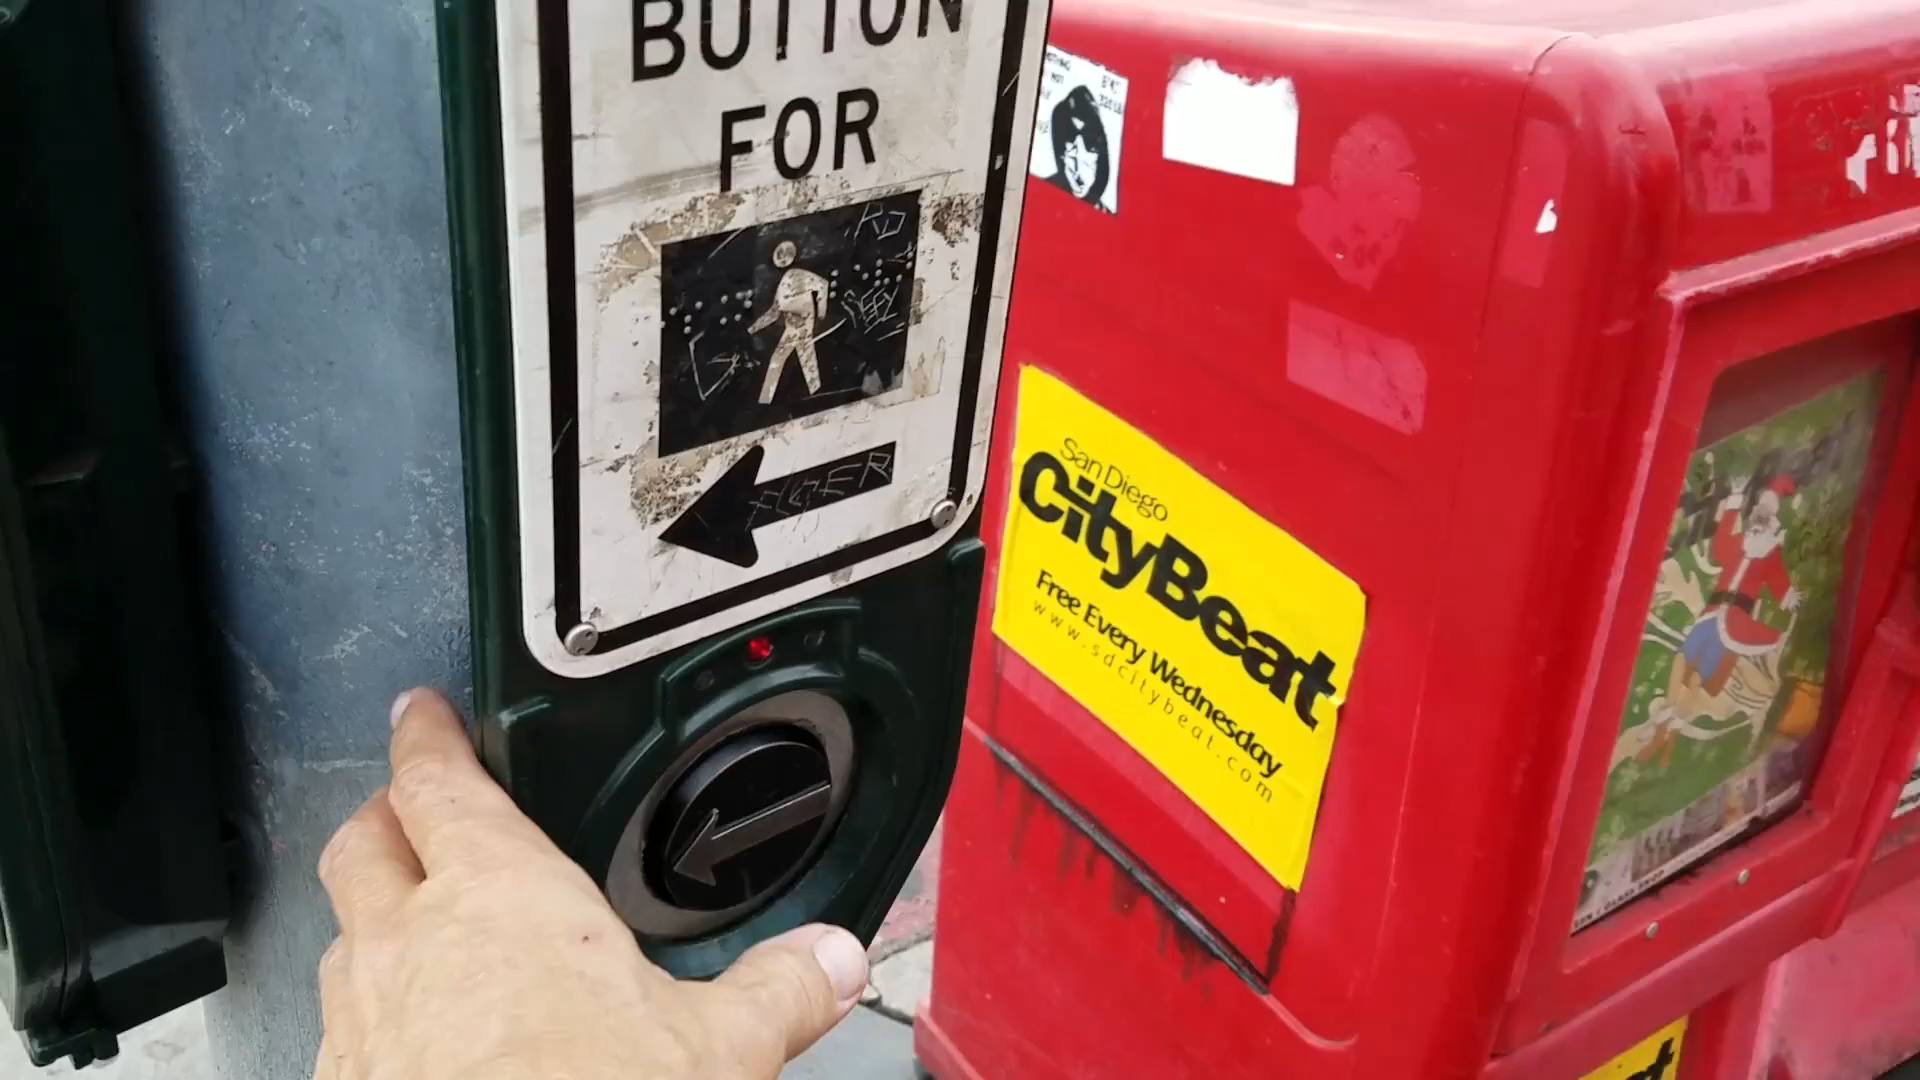 BUTTON
FOR
San Diego
CityBeat
Free Every Wednesday
www.sdcitybeat.com